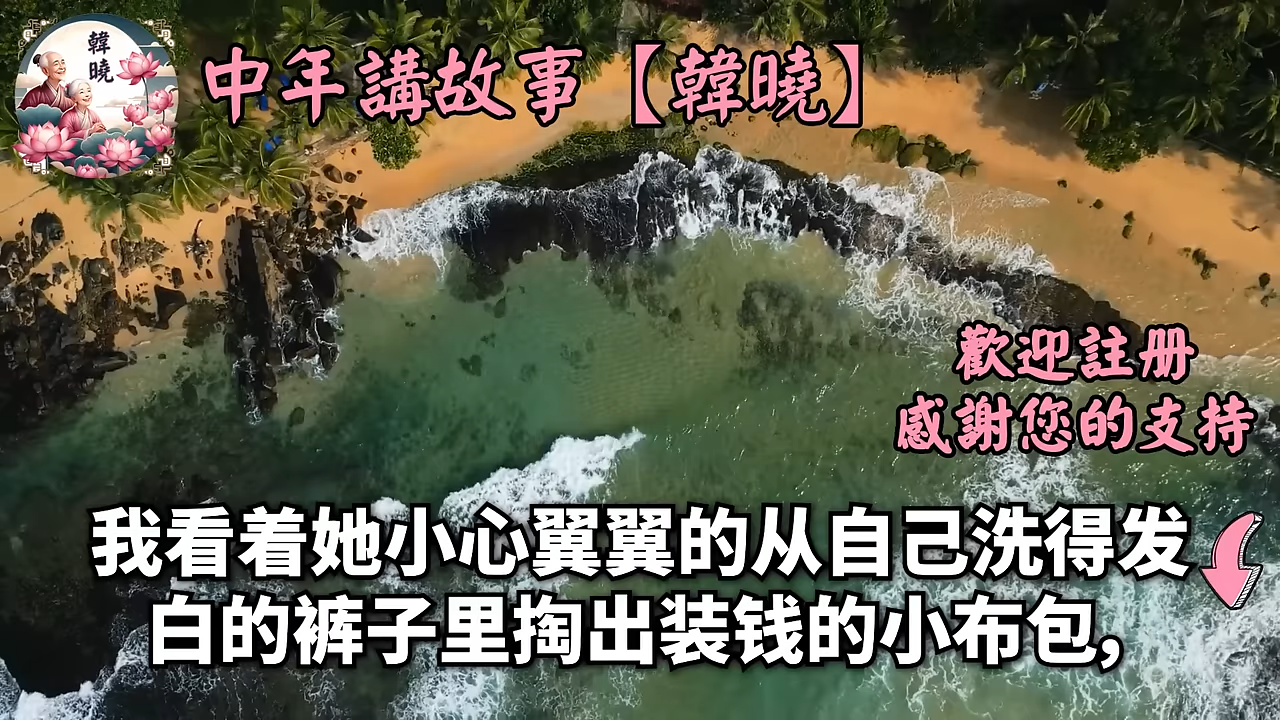 韓
曉
中年講故事【韓曉】
歡迎註册
感謝您的支持
我看着她小心翼翼的从自己洗得发
白的裤子里掏出装钱的小布包,